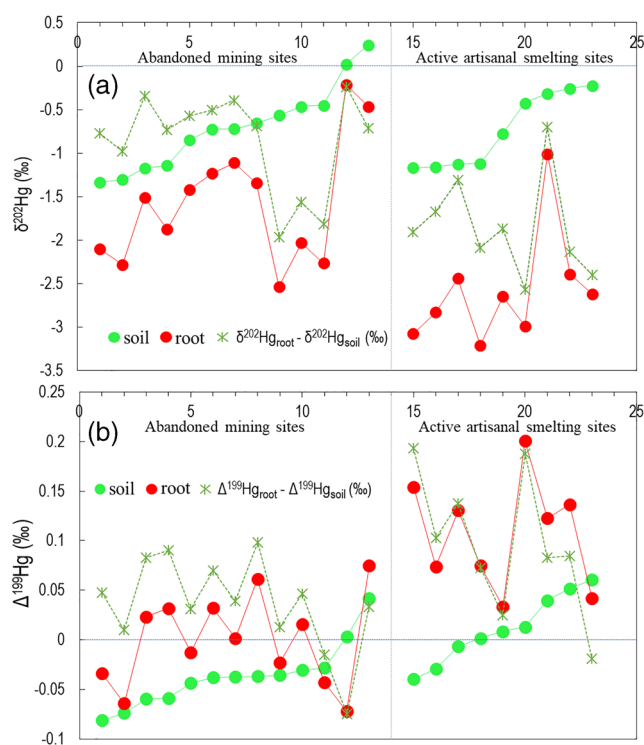 0 5 10 15 20 25
0.5
0
-0.5
-1
-1.5
-2
-2.5
-3
-3.5
δ²⁰²Hg (‰)
Abandoned mining sites Active artisanal smelting sites
(a)
soil root δ²⁰²Hgroot - δ²⁰²Hgsoil (‰)
0 5 10 15 20 25
0.25
0.2
0.15
0.1
0.05
0
-0.05
-0.1
Δ¹⁹⁹Hg (‰)
(b) Abandoned mining sites Active artisanal smelting sites
soil root Δ¹⁹⁹Hgroot - Δ¹⁹⁹Hgsoil (‰)